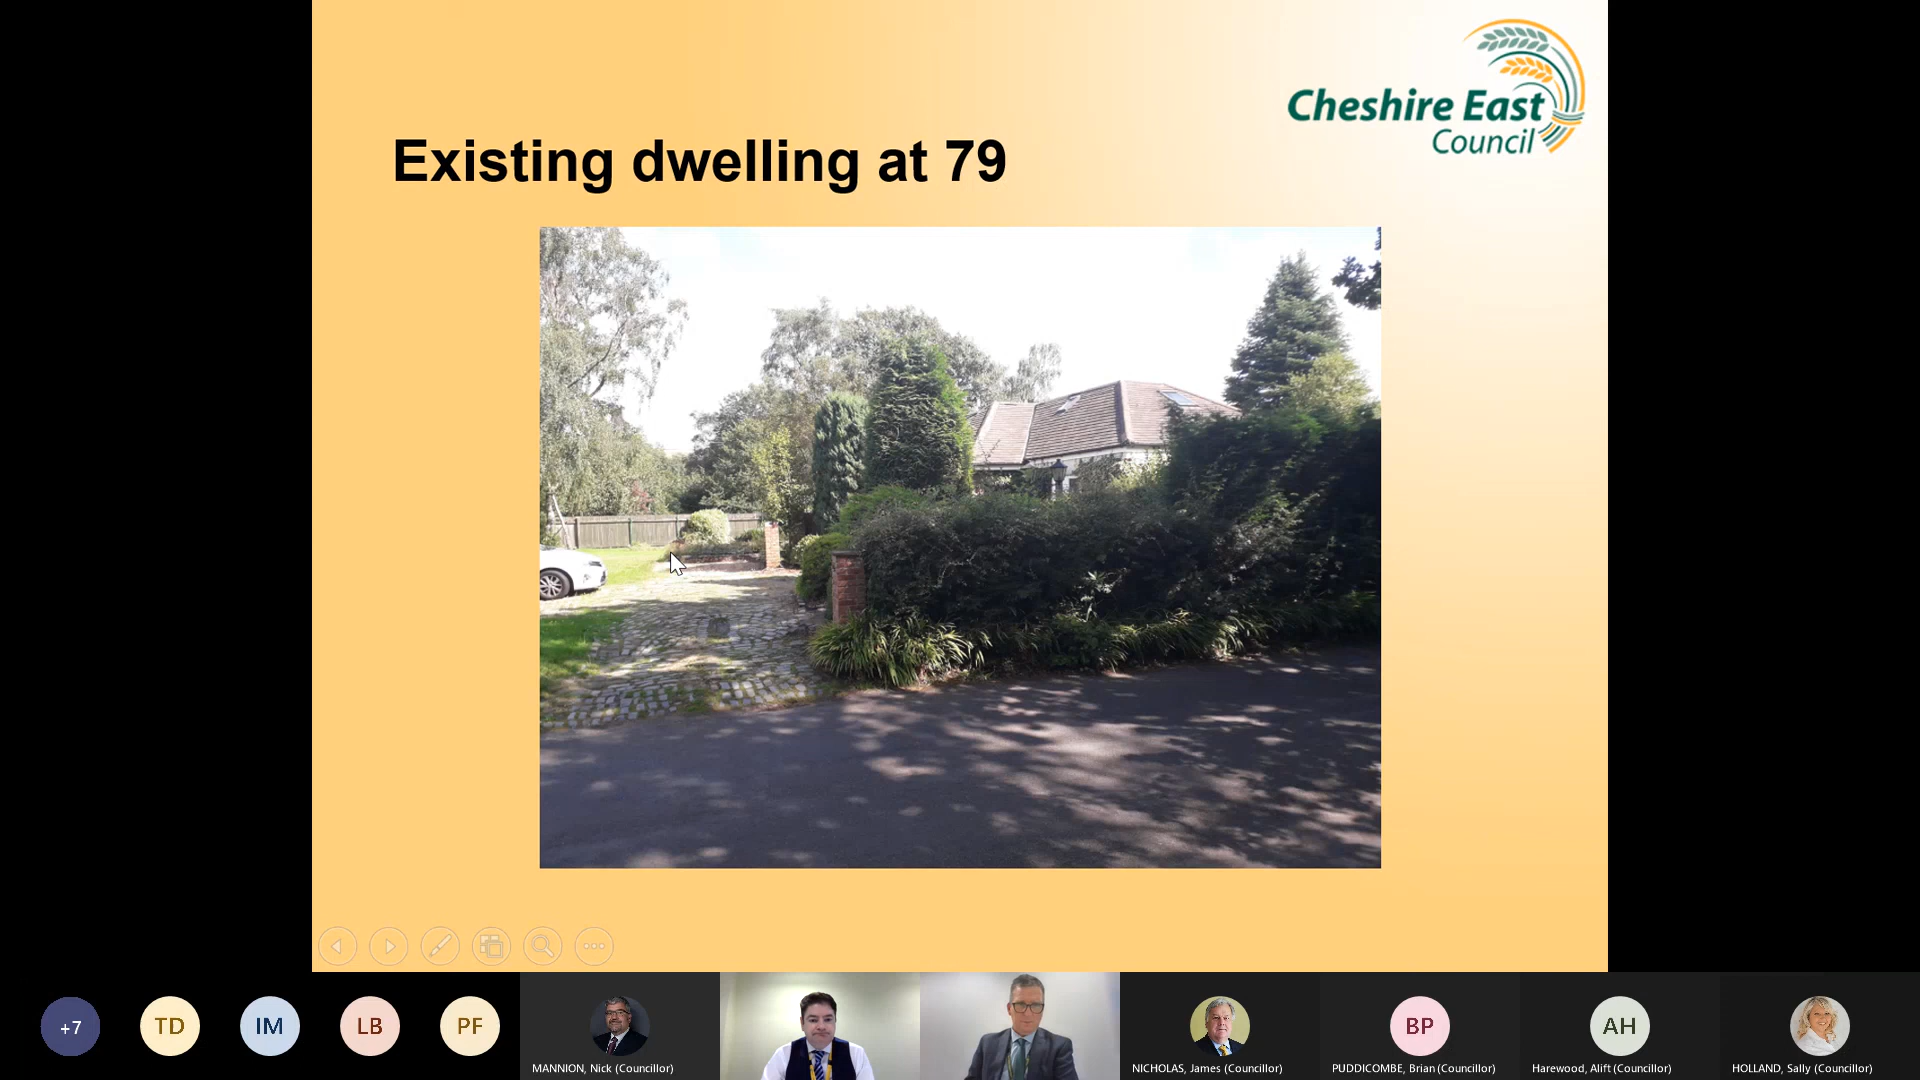 Cheshire East
Council
Existing dwelling at 79
+7
TD
IM
LB
PF
MANNION, Nick (Councillor)
NICHOLAS, James (Councillor)
BP
PUDDICOMBE, Brian (Councillor)
AH
Harewood, Alift (Councillor)
HOLLAND, Sally (Councillor)